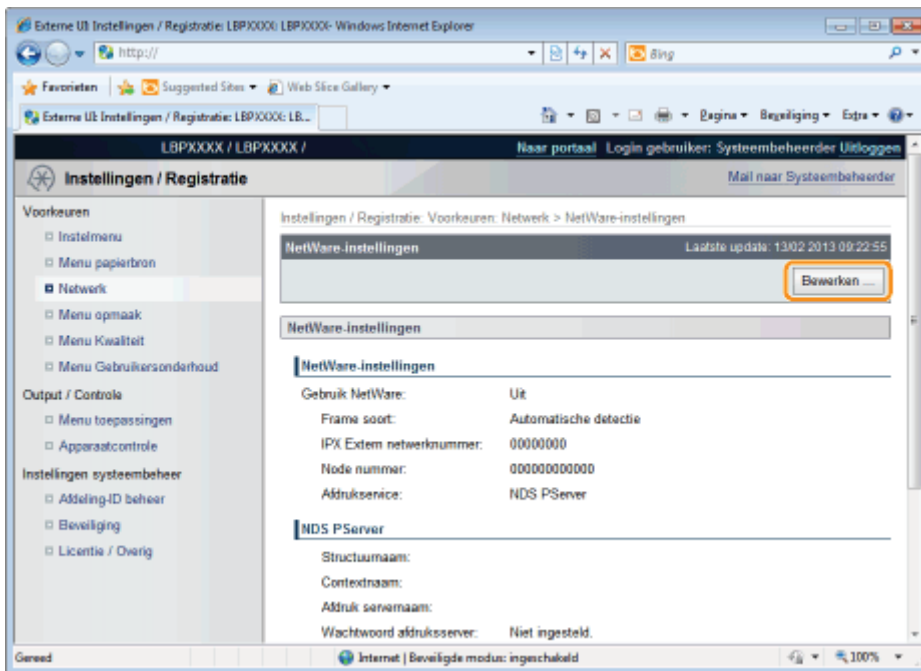 Externe UI: Instellingen / Registratie: LBPXXXX: LBPXXXX- Windows Internet Explorer
http://
Bing
Favorieten Suggested Sites Web Slice Gallery
Externe UI: Instellingen / Registratie: LBPXXXX: LB... Pagina Beveiliging Extra
LBPXXXX / LBPXXXX / Naar portaal Login gebruiker: Systeembeheerder Uitloggen
Instellingen / Registratie Mail naar Systeembeheerder
Voorkeuren
Instelmenu
Menu papierbron
Netwerk
Menu opmaak
Menu Kwaliteit
Menu Gebruikersonderhoud
Output / Controle
Menu toepassingen
Apparaatcontrole
Instellingen systeembeheer
Afdeling-ID beheer
Beveiliging
Licentie / Overig
Instellingen / Registratie: Voorkeuren: Netwerk > NetWare-instellingen
NetWare-instellingen Laatste update: 13/02 2013 09:22:55
Bewerken ...
NetWare-instellingen
NetWare-instellingen
Gebruik NetWare: Uit
Frame soort: Automatische detectie
IPX Extern netwerknummer: 00000000
Node nummer: 000000000000
Afdrukservice: NDS PServer
NDS PServer
Structuurnaam:
Contextnaam:
Afdruk servernaam:
Wachtwoord afdruksserver: Niet ingesteld.
Gereed Internet | Beveiligde modus: ingeschakeld 100%